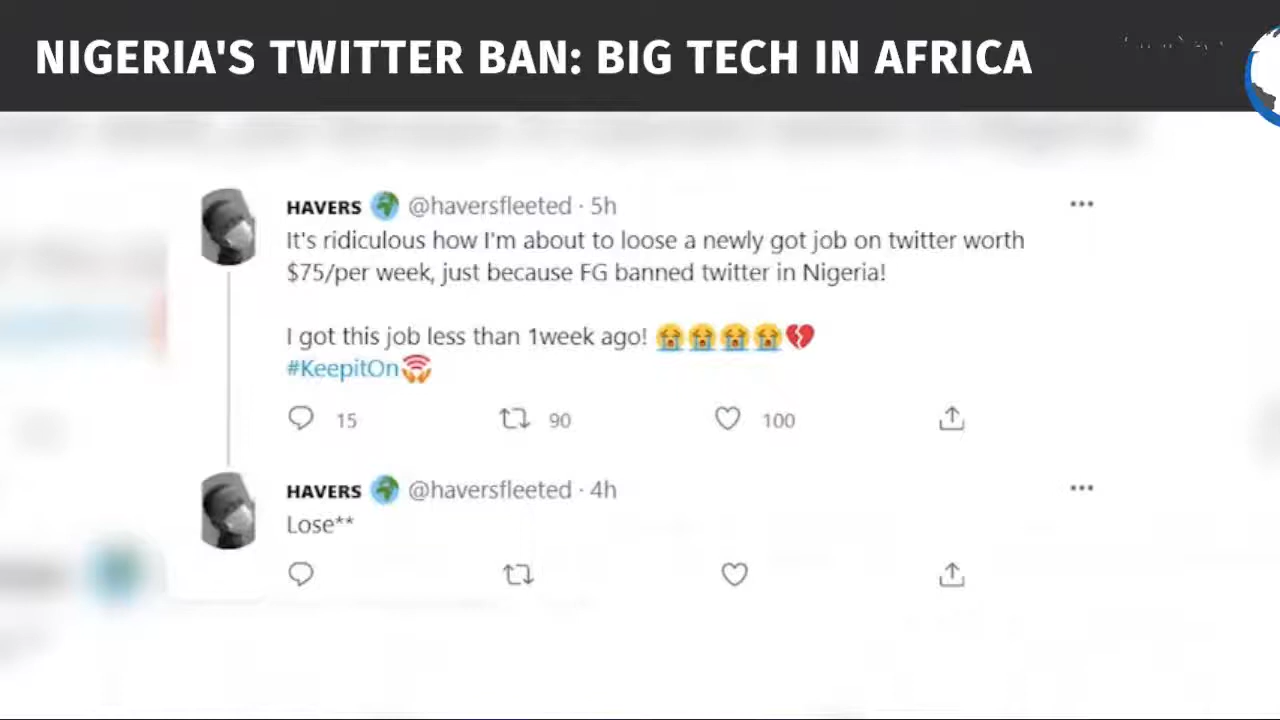 NIGERIA'S TWITTER BAN: BIG TECH IN AFRICA
HAVERS 🌍 @haversfleeted · 5h
It's ridiculous how I'm about to loose a newly got job on twitter worth
$75/per week, just because FG banned twitter in Nigeria!
I got this job less than 1week ago! 😭😭😭😭💔
#KeepitOn
15 90 100
HAVERS 🌍 @haversfleeted · 4h
Lose**